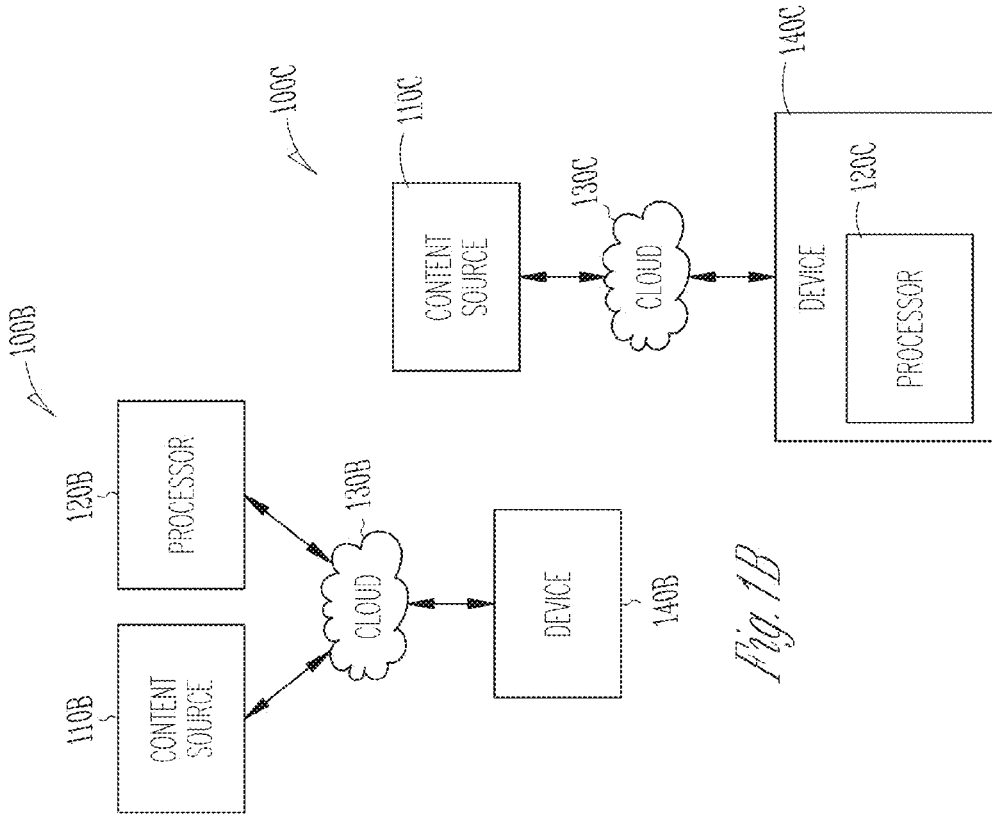 100B
110B
120B
CONTENT
SOURCE
PROCESSOR
130B
CLOUD
DEVICE
140B
Fig. 1B
100C
110C
CONTENT
SOURCE
130C
CLOUD
140C
DEVICE
120C
PROCESSOR